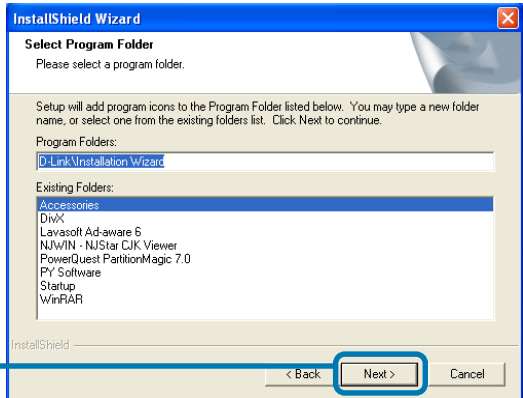 InstallShield Wizard
Select Program Folder
Please select a program folder.
Setup will add program icons to the Program Folder listed below. You may type a new folder
name, or select one from the existing folders list. Click Next to continue.
Program Folders:
D-Link\Installation Wizard
Existing Folders:
Accessories
DivX
Lavasoft Ad-aware 6
NJWIN - NJStar CJK Viewer
PowerQuest PartitionMagic 7.0
PY Software
Startup
WinRAR
InstallShield
< Back Next > Cancel